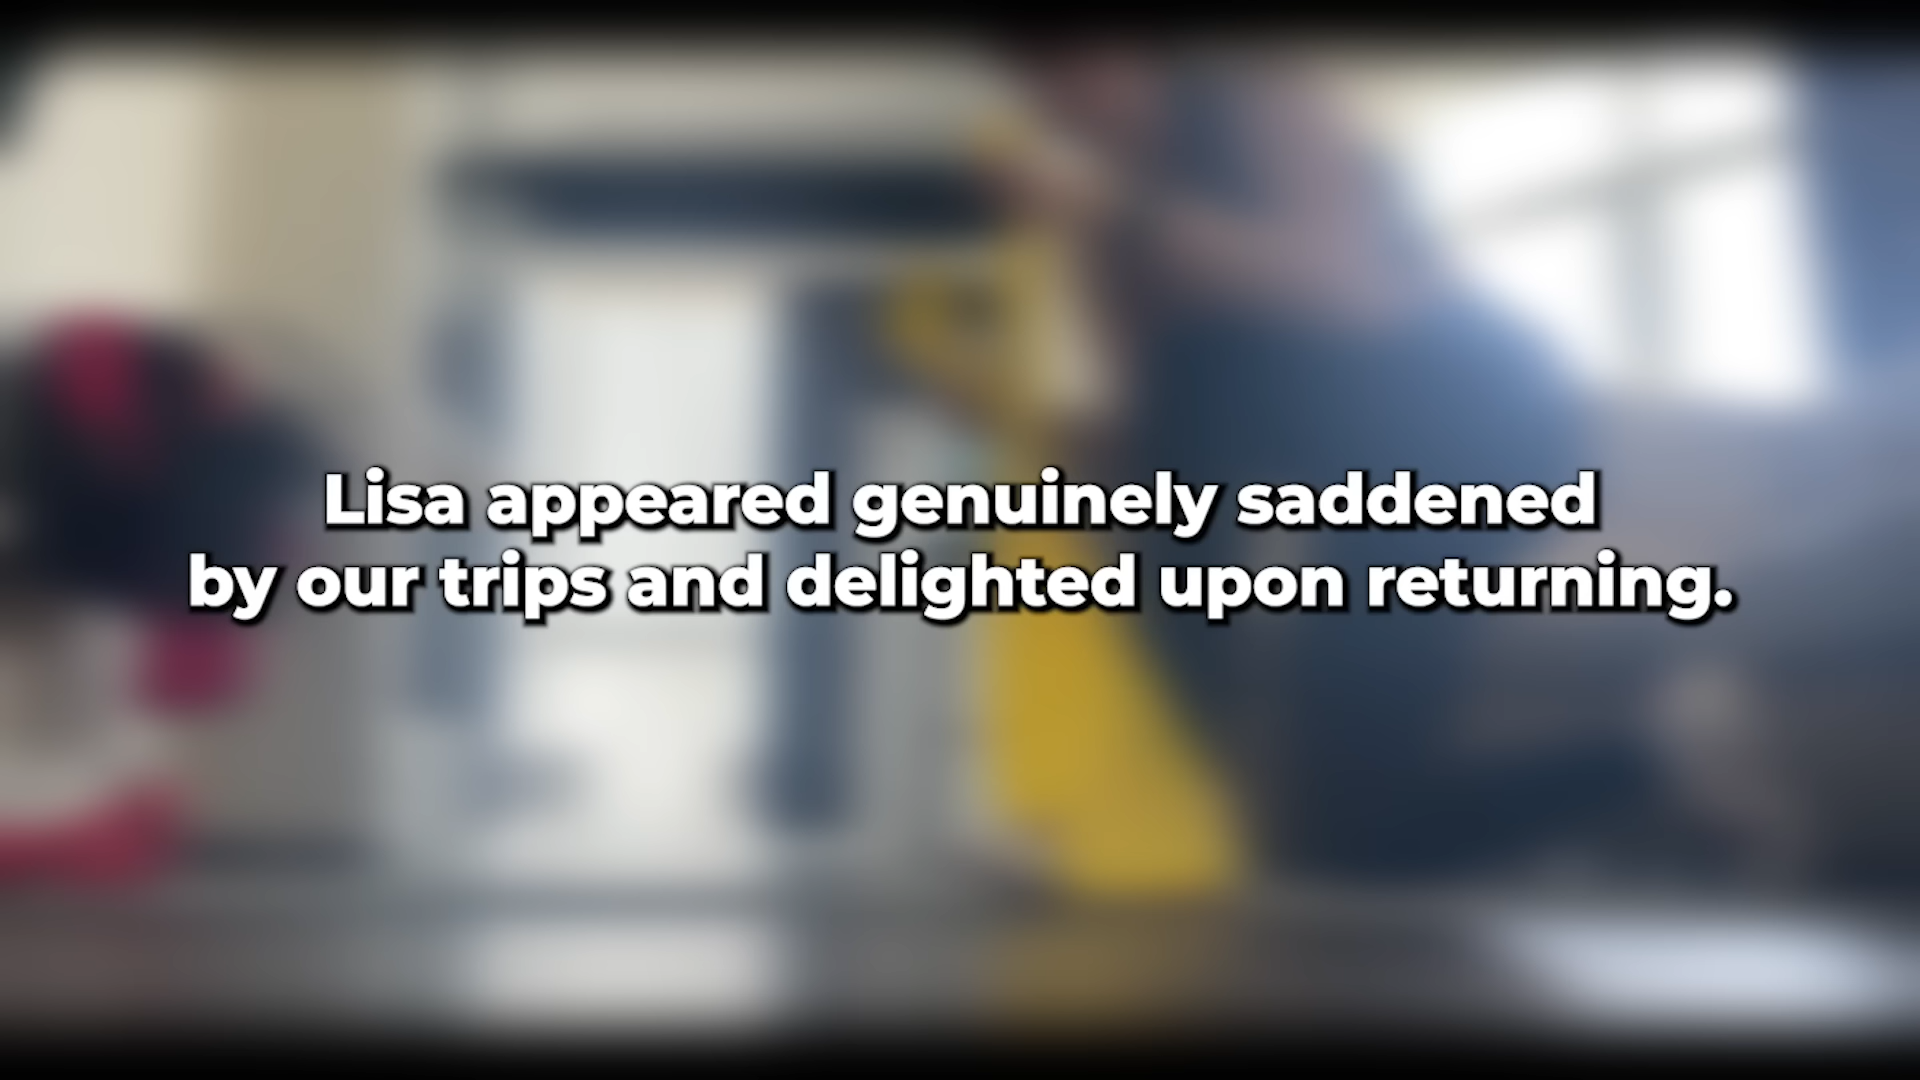 Lisa appeared genuinely saddened
by our trips and delighted upon returning.